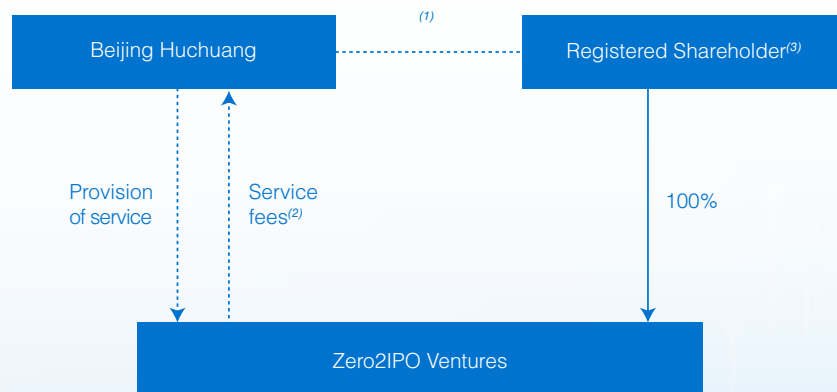 (1)
Beijing Huchuang
Registered Shareholder(3)
Provision
of service
Service
fees(2)
100%
Zero2IPO Ventures